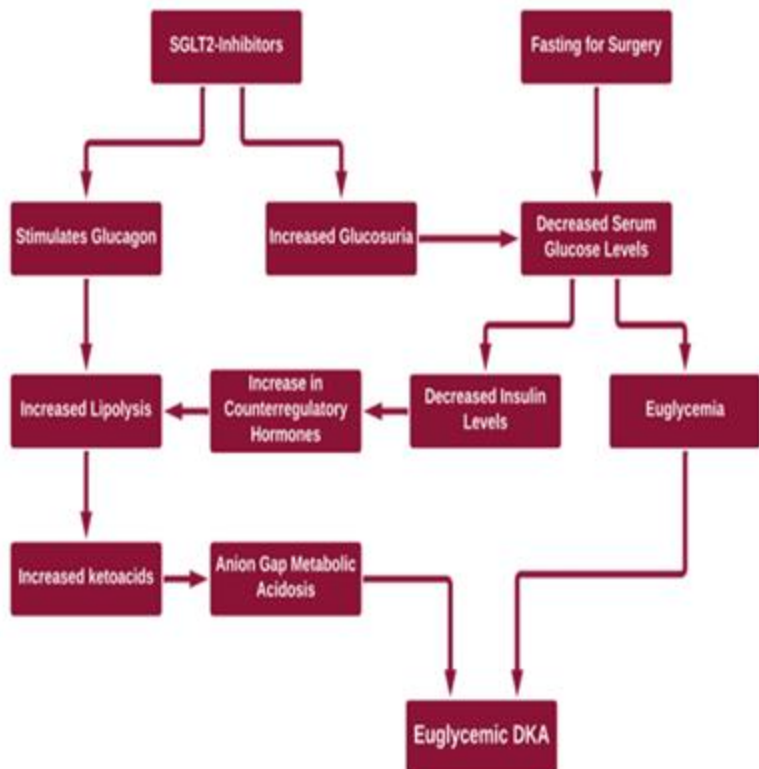 SGLT2-Inhibitors
Fasting for Surgery
Stimulates Glucagon
Increased Glucosuria
Decreased Serum
Glucose Levels
Increased Lipolysis
Increase in
Counterregulatory
Hormones
Decreased Insulin
Levels
Euglycemia
Increased ketoacids
Anion Gap Metabolic
Acidosis
Euglycemic DKA